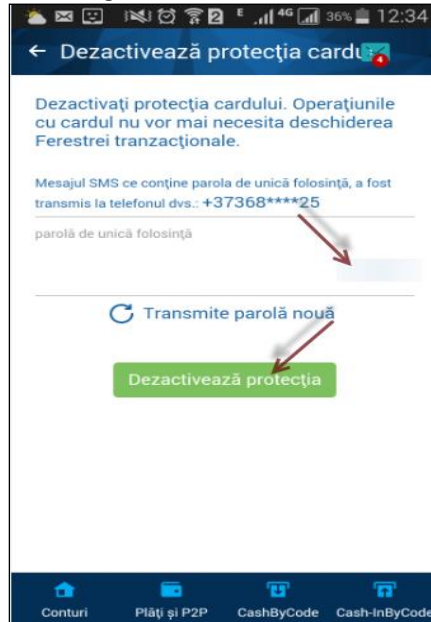 2 E 4G 36% 12:34
← Dezactivează protecția
4
Dezactivați protecția cardului. Operațiunile
cu cardul nu vor mai necesita deschiderea
Ferestrei tranzacționale.
Mesajul SMS ce conține parola de unică folosință, a fost
transmis la telefonul dvs.: +37368****25
parolă de unică folosință
Transmite parolă nouă
Dezactivează protecția
Conturi Plăți și P2P CashByCode Cash-InByCode